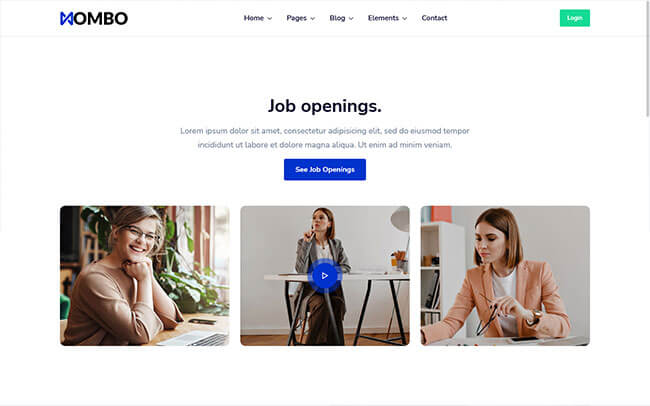 MOMBO Home Pages Blog Elements Contact Login
Job openings.
Lorem ipsum dolor sit amet, consectetur adipisicing elit, sed do eiusmod tempor
incididunt ut labore et dolore magna aliqua. Ut enim ad minim veniam.
See Job Openings